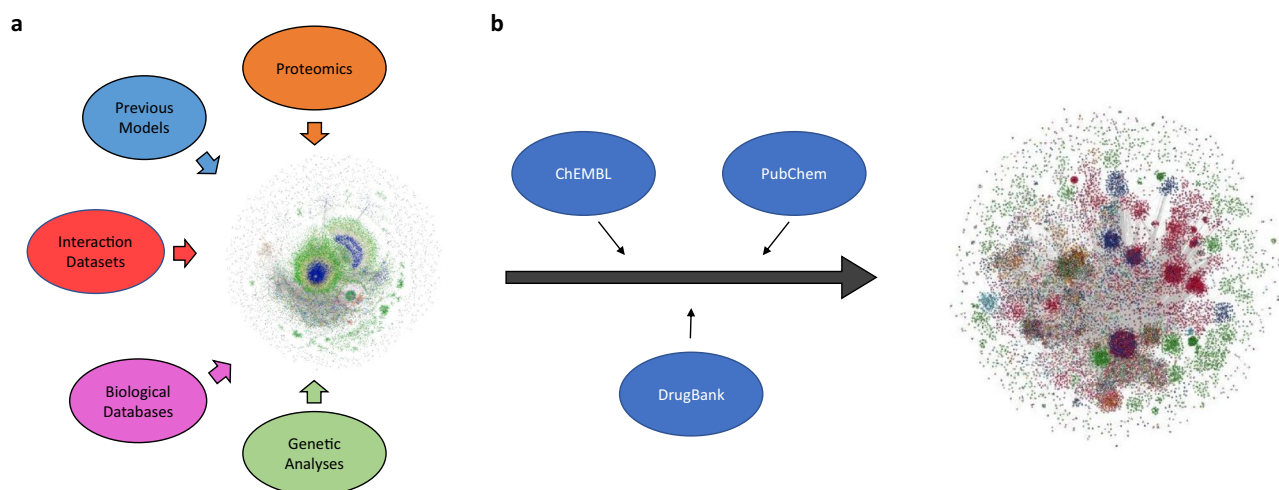 a
b
Proteomics
Previous
Models
Interaction
Datasets
Biological
Databases
Genetic
Analyses
ChEMBL
PubChem
DrugBank